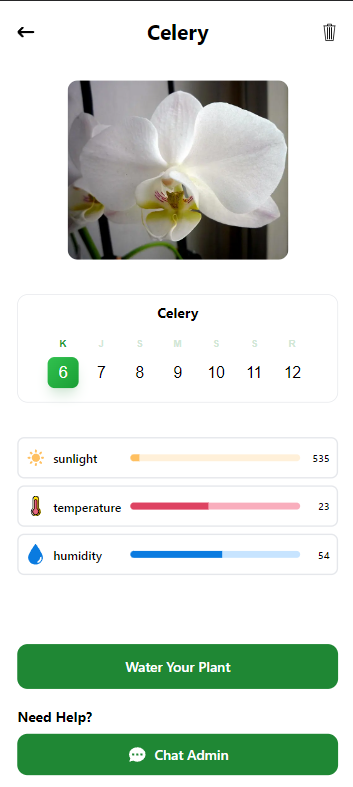 Celery
Celery
K J S M S S R
6 7 8 9 10 11 12
sunlight 535
temperature 23
humidity 54
Water Your Plant
Need Help?
Chat Admin